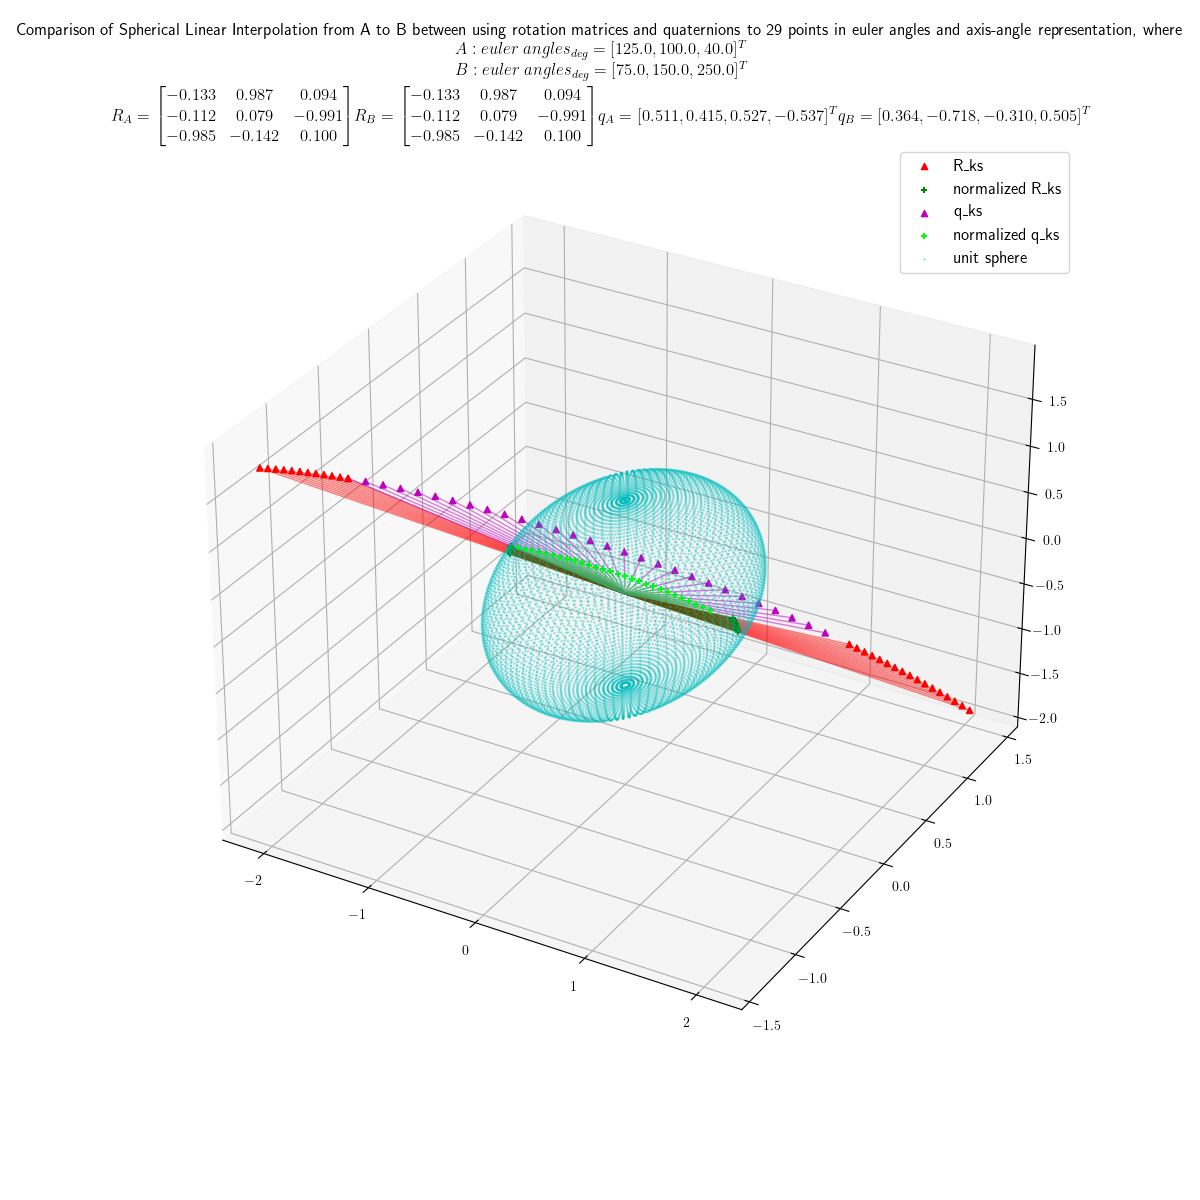 Comparison of Spherical Linear Interpolation from A to B between using rotation matrices and quaternions to 29 points in euler angles and axis-angle representation, where
A : euler angles_{deg} = [125.0, 100.0, 40.0]^T
B : euler angles_{deg} = [75.0, 150.0, 250.0]^T
R_A = [−0.133 0.987 0.094; −0.112 0.079 −0.991; −0.985 −0.142 0.100] R_B = [−0.133 0.987 0.094; −0.112 0.079 −0.991; −0.985 −0.142 0.100] q_A = [0.511, 0.415, 0.527, −0.537]^T q_B = [0.364, −0.718, −0.310, 0.505]^T
R_ks
normalized R_ks
q_ks
normalized q_ks
unit sphere
1.5
1.0
0.5
0.0
−0.5
−1.0
−1.5
−2.0
1.5
1.0
0.5
0.0
−0.5
−1.0
−1.5
−2
−1
0
1
2